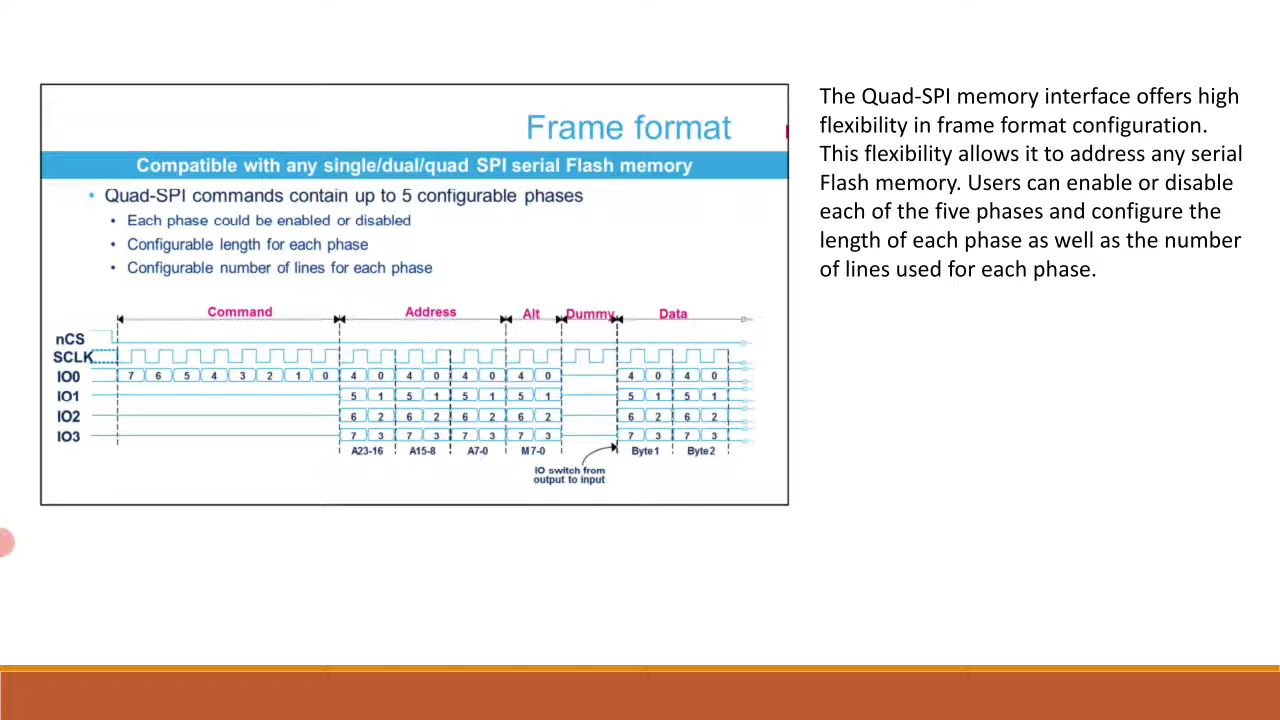 Frame format
Compatible with any single/dual/quad SPI serial Flash memory
• Quad-SPI commands contain up to 5 configurable phases
• Each phase could be enabled or disabled
• Configurable length for each phase
• Configurable number of lines for each phase
Command Address Alt Dummy Data
nCS
SCLK
IO0 7 6 5 4 3 2 1 0 4 0 4 0 4 0 4 0 4 0 4 0
IO1 5 1 5 1 5 1 5 1 5 1 5 1
IO2 6 2 6 2 6 2 6 2 6 2 6 2
IO3 7 3 7 3 7 3 7 3 7 3 7 3
A23-16 A15-8 A7-0 M7-0 Byte1 Byte2
IO switch from
output to input
The Quad-SPI memory interface offers high
flexibility in frame format configuration.
This flexibility allows it to address any serial
Flash memory. Users can enable or disable
each of the five phases and configure the
length of each phase as well as the number
of lines used for each phase.